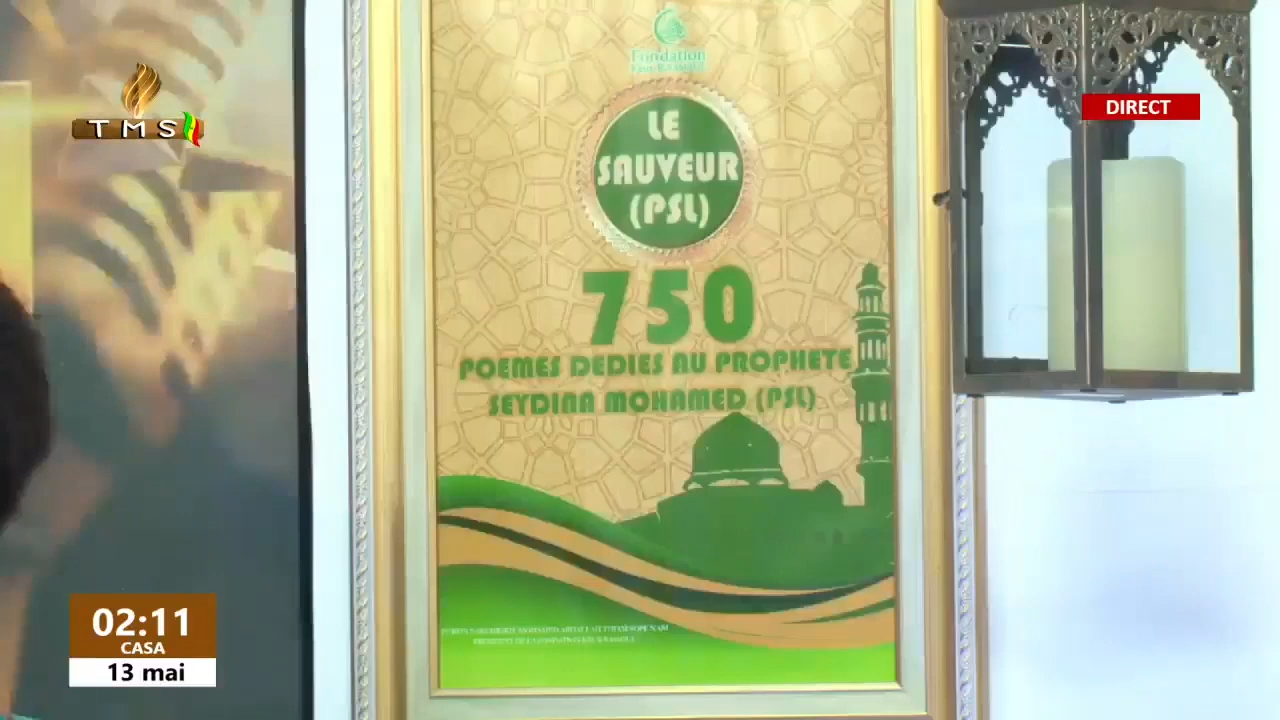 TMS
DIRECT
Fondation
LE
SAUVEUR
(PSL)
750
POEMES DEDIES AU PROPHETE
SEYDINA MOHAMED (PSL)
02:11
CASA
13 mai